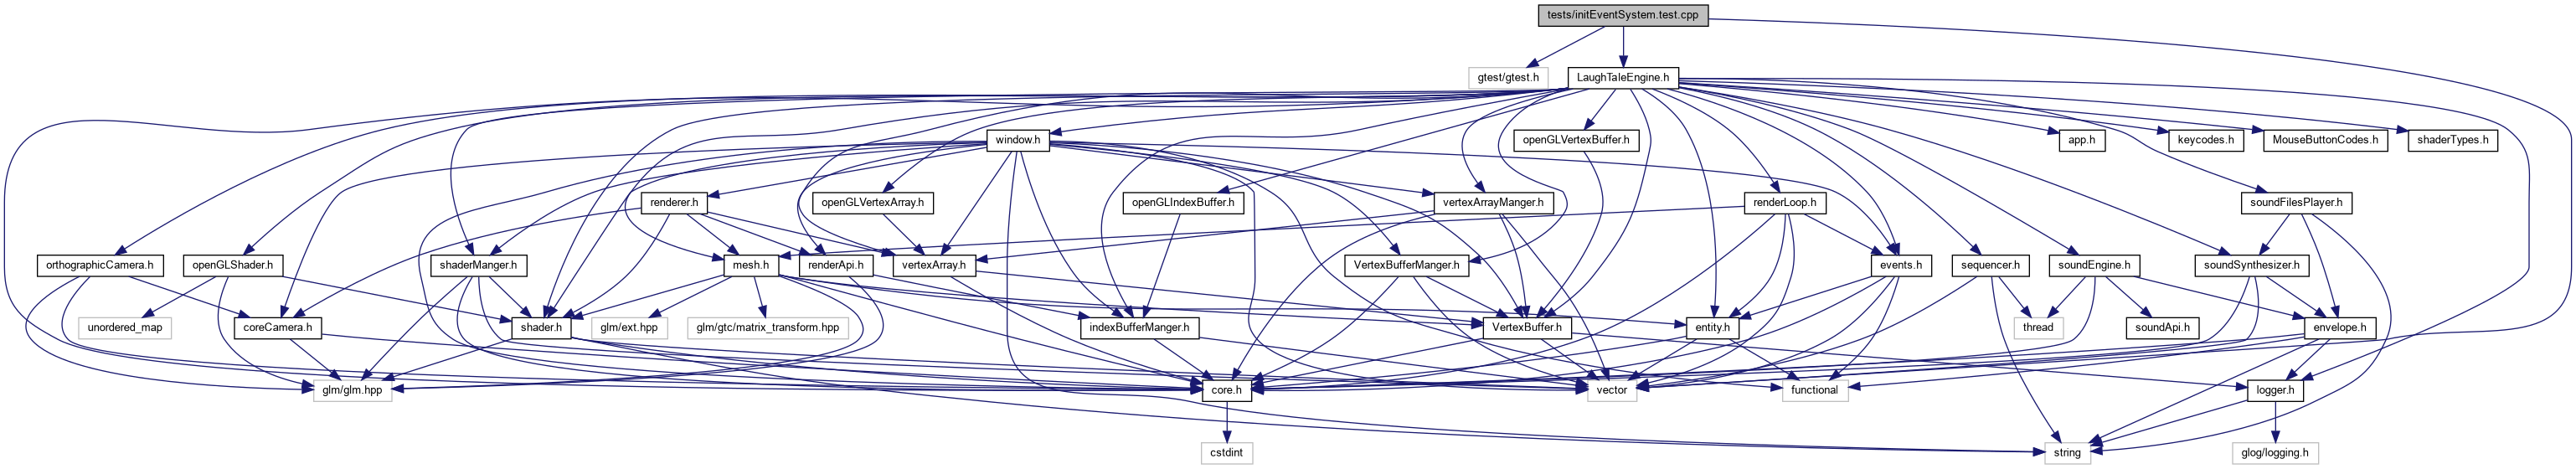 tests/initEventSystem.test.cpp
gtest/gtest.h
LaughTaleEngine.h
window.h
openGLVertexBuffer.h
app.h
keycodes.h
MouseButtonCodes.h
shaderTypes.h
renderer.h
openGLVertexArray.h
openGLIndexBuffer.h
vertexArrayManger.h
renderLoop.h
soundFilesPlayer.h
orthographicCamera.h
openGLShader.h
shaderManger.h
mesh.h
renderApi.h
vertexArray.h
VertexBufferManger.h
events.h
sequencer.h
soundEngine.h
soundSynthesizer.h
unordered_map
coreCamera.h
shader.h
glm/ext.hpp
glm/gtc/matrix_transform.hpp
indexBufferManger.h
VertexBuffer.h
entity.h
thread
soundApi.h
envelope.h
glm/glm.hpp
core.h
vector
functional
logger.h
cstdint
string
glog/logging.h